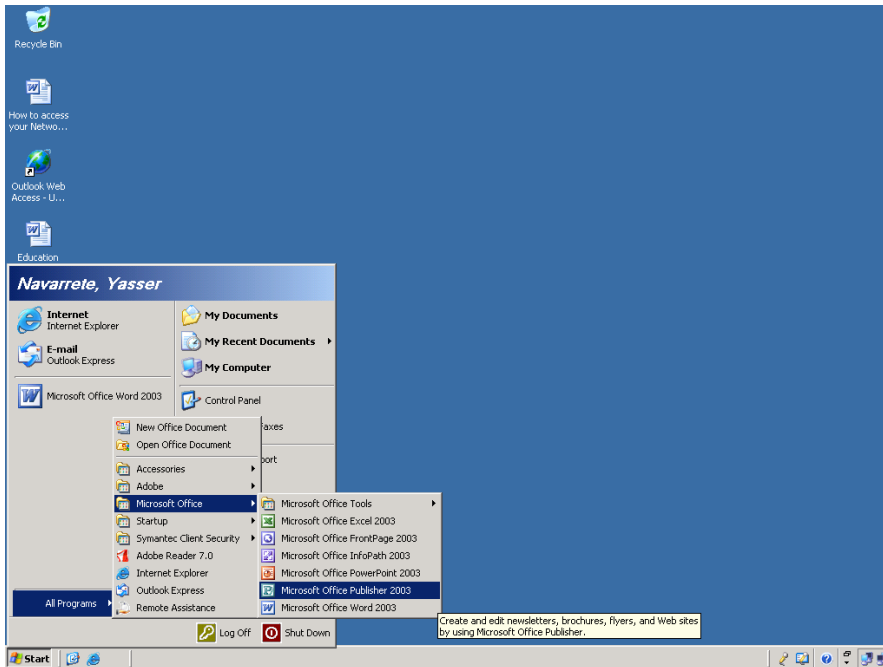 Recycle Bin
How to access
your Netwo...
Outlook Web
Access - U...
Education
Navarrete, Yasser
Internet
Internet Explorer
E-mail
Outlook Express
Microsoft Office Word 2003
My Documents
My Recent Documents
My Computer
Control Panel
Faxes
port
New Office Document
Open Office Document
Accessories
Adobe
Microsoft Office
Startup
Symantec Client Security
Adobe Reader 7.0
Internet Explorer
Outlook Express
Remote Assistance
Microsoft Office Tools
Microsoft Office Excel 2003
Microsoft Office FrontPage 2003
Microsoft Office InfoPath 2003
Microsoft Office PowerPoint 2003
Microsoft Office Publisher 2003
Microsoft Office Word 2003
Create and edit newsletters, brochures, flyers, and Web sites
by using Microsoft Office Publisher.
All Programs
Log Off
Shut Down
Start